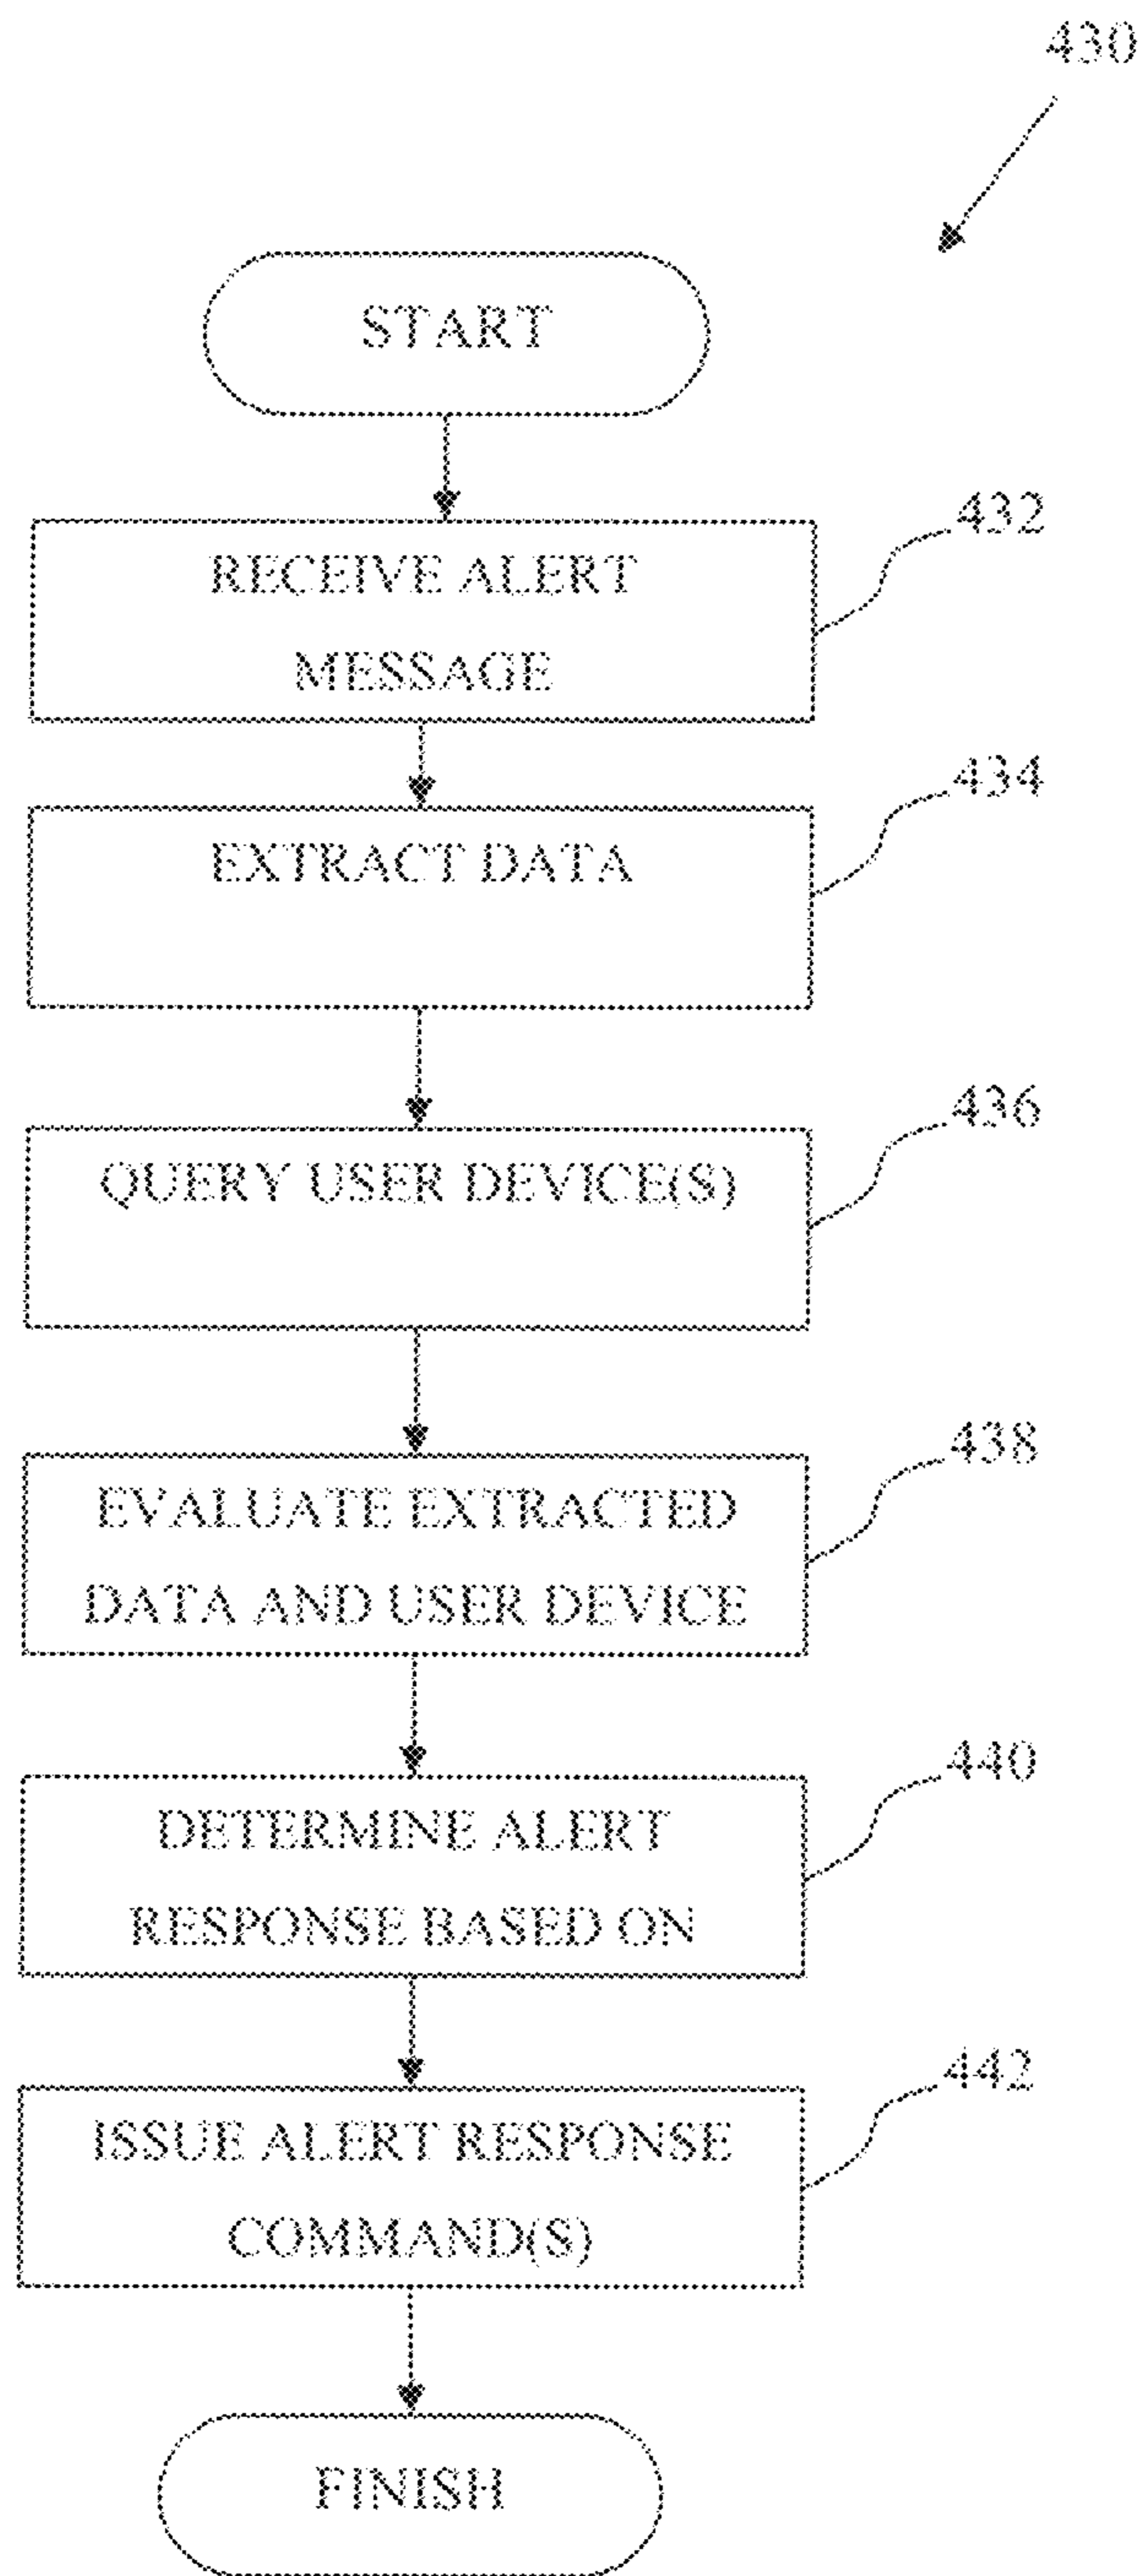 430
START
432
RECEIVE ALERT
MESSAGE
434
EXTRACT DATA
436
QUERY USER DEVICE(S)
438
EVALUATE EXTRACTED
DATA AND USER DEVICE
440
DETERMINE ALERT
RESPONSE BASED ON
442
ISSUE ALERT RESPONSE
COMMAND(S)
FINISH